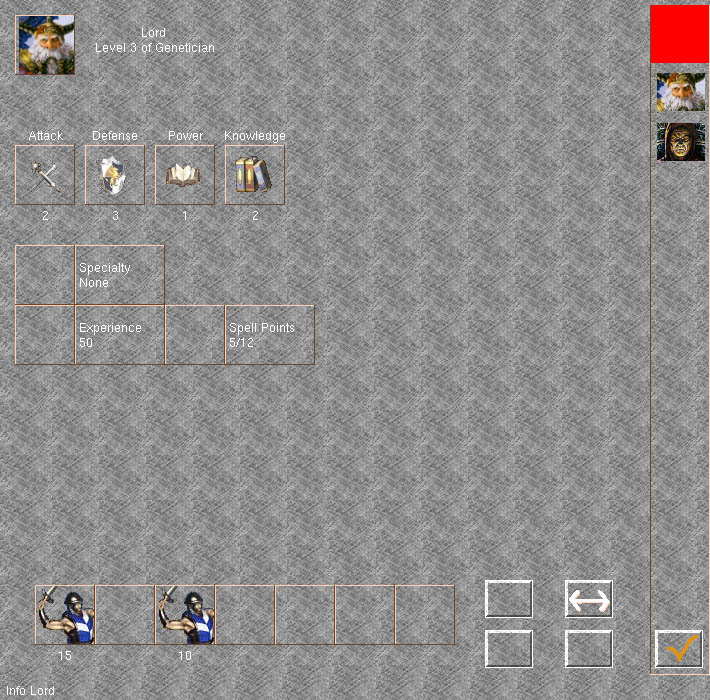 Lord
Level 3 of Genetician
Attack Defense Power Knowledge
2 3 1 2
Specialty
None
Experience
50
Spell Points
5/12
15 10
Info Lord